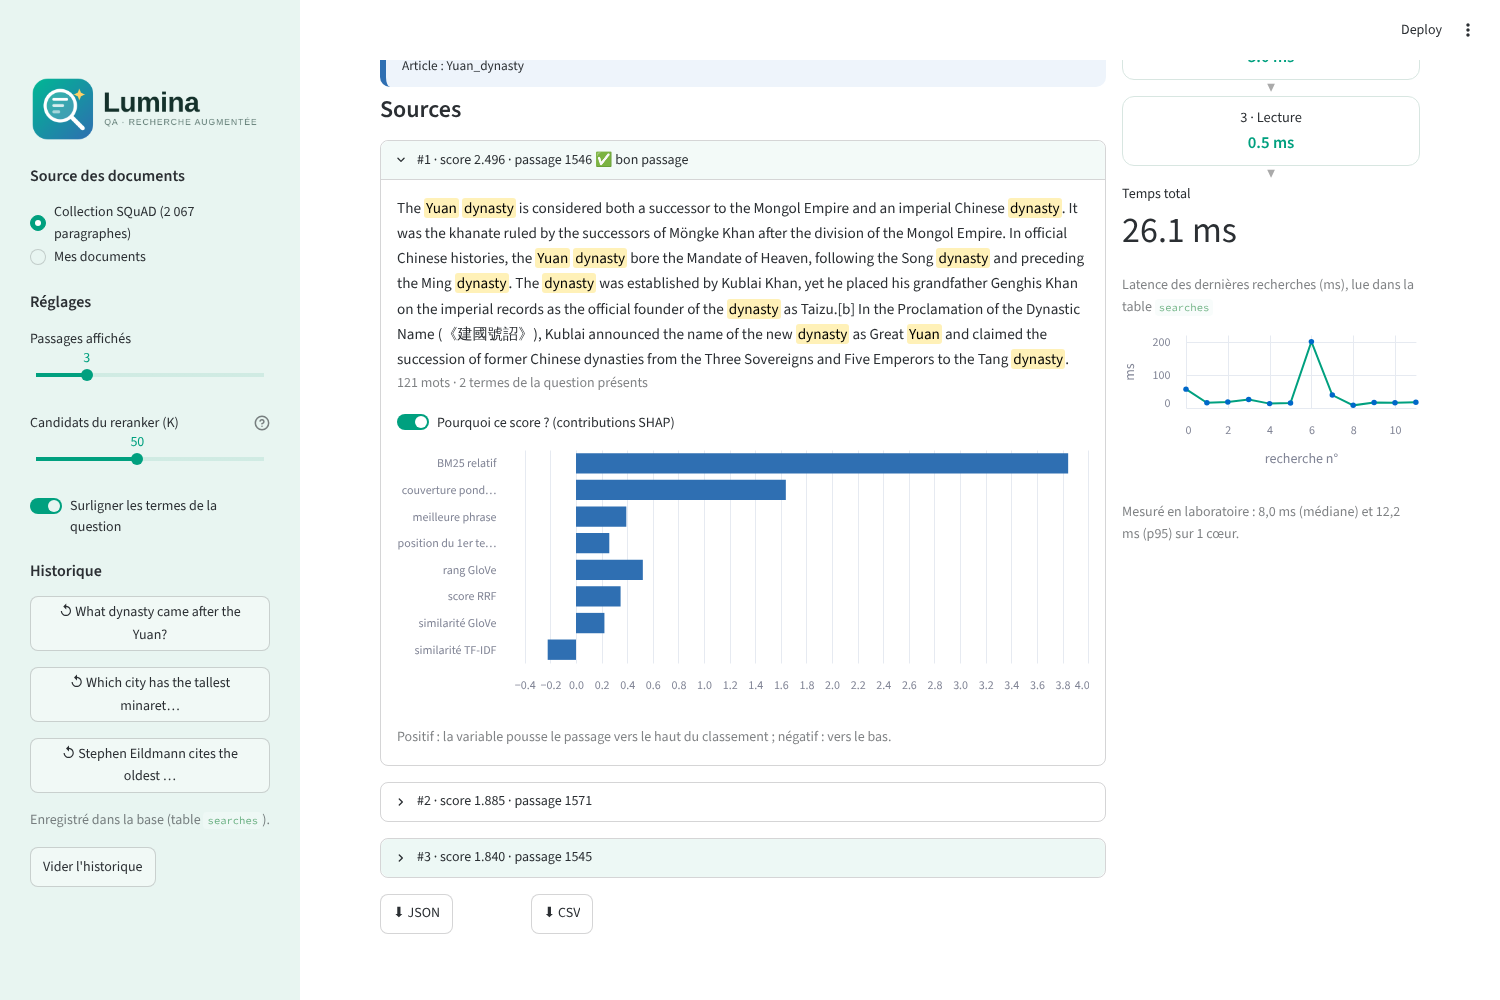 Deploy
Lumina
QA · RECHERCHE AUGMENTÉE
Source des documents
Collection SQuAD (2 067
paragraphes)
Mes documents
Réglages
Passages affichés
3
Candidats du reranker (K)
50
Surligner les termes de la
question
Historique
What dynasty came after the
Yuan?
Which city has the tallest
minaret…
Stephen Eildmann cites the
oldest …
Enregistré dans la base (table searches ).
Vider l'historique
Article : Yuan_dynasty
Sources
#1 · score 2.496 · passage 1546 ✅ bon passage
The Yuan dynasty is considered both a successor to the Mongol Empire and an imperial Chinese dynasty. It
was the khanate ruled by the successors of Möngke Khan after the division of the Mongol Empire. In official
Chinese histories, the Yuan dynasty bore the Mandate of Heaven, following the Song dynasty and preceding
the Ming dynasty. The dynasty was established by Kublai Khan, yet he placed his grandfather Genghis Khan
on the imperial records as the official founder of the dynasty as Taizu.[b] In the Proclamation of the Dynastic
Name (《建國號詔》), Kublai announced the name of the new dynasty as Great Yuan and claimed the
succession of former Chinese dynasties from the Three Sovereigns and Five Emperors to the Tang dynasty.
121 mots · 2 termes de la question présents
Pourquoi ce score ? (contributions SHAP)
BM25 relatif
couverture pond…
meilleure phrase
position du 1er te…
rang GloVe
score RRF
similarité GloVe
similarité TF-IDF
−0.4 −0.2 0.0 0.2 0.4 0.6 0.8 1.0 1.2 1.4 1.6 1.8 2.0 2.2 2.4 2.6 2.8 3.0 3.2 3.4 3.6 3.8 4.0
Positif : la variable pousse le passage vers le haut du classement ; négatif : vers le bas.
#2 · score 1.885 · passage 1571
#3 · score 1.840 · passage 1545
⬇ JSON
⬇ CSV
3 · Lecture
0.5 ms
Temps total
26.1 ms
Latence des dernières recherches (ms), lue dans la
table searches
ms
200
100
0
0 2 4 6 8 10
recherche n°
Mesuré en laboratoire : 8,0 ms (médiane) et 12,2
ms (p95) sur 1 cœur.